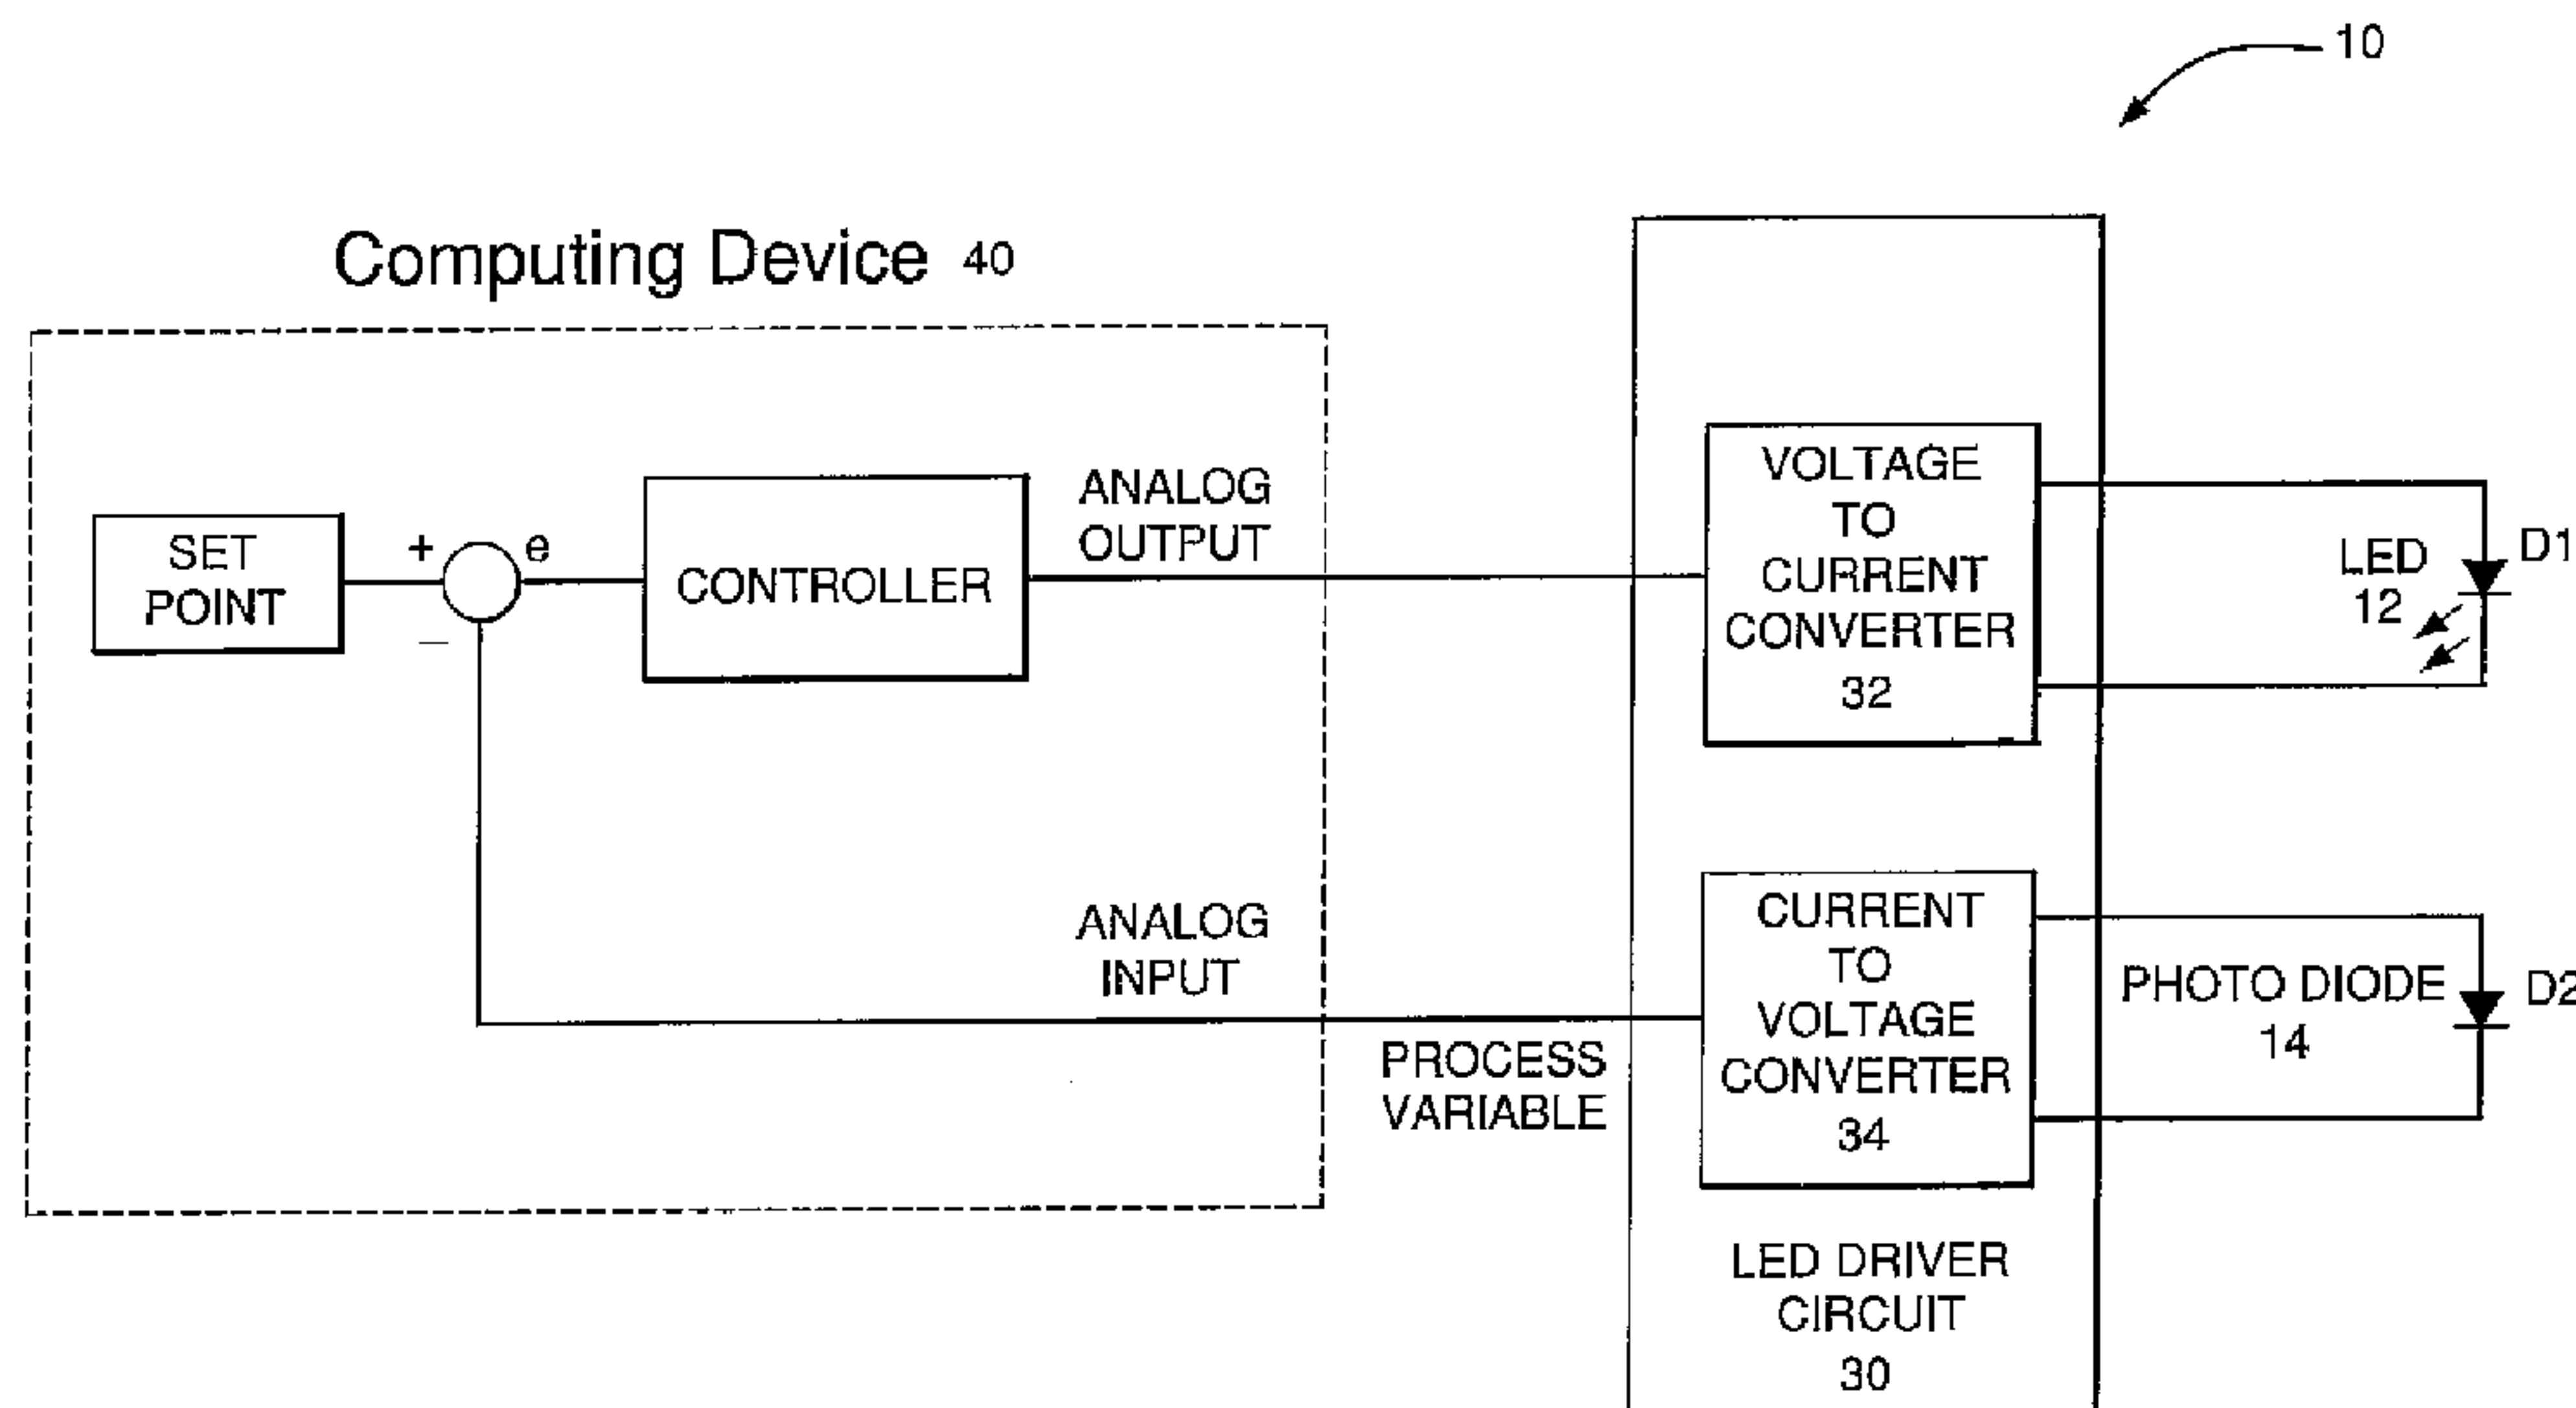 10
Computing Device 40
SET
POINT
+
e
−
CONTROLLER
ANALOG
OUTPUT
VOLTAGE
TO
CURRENT
CONVERTER
32
LED
12
D1
ANALOG
INPUT
PROCESS
VARIABLE
CURRENT
TO
VOLTAGE
CONVERTER
34
PHOTO DIODE
14
D2
LED DRIVER
CIRCUIT
30